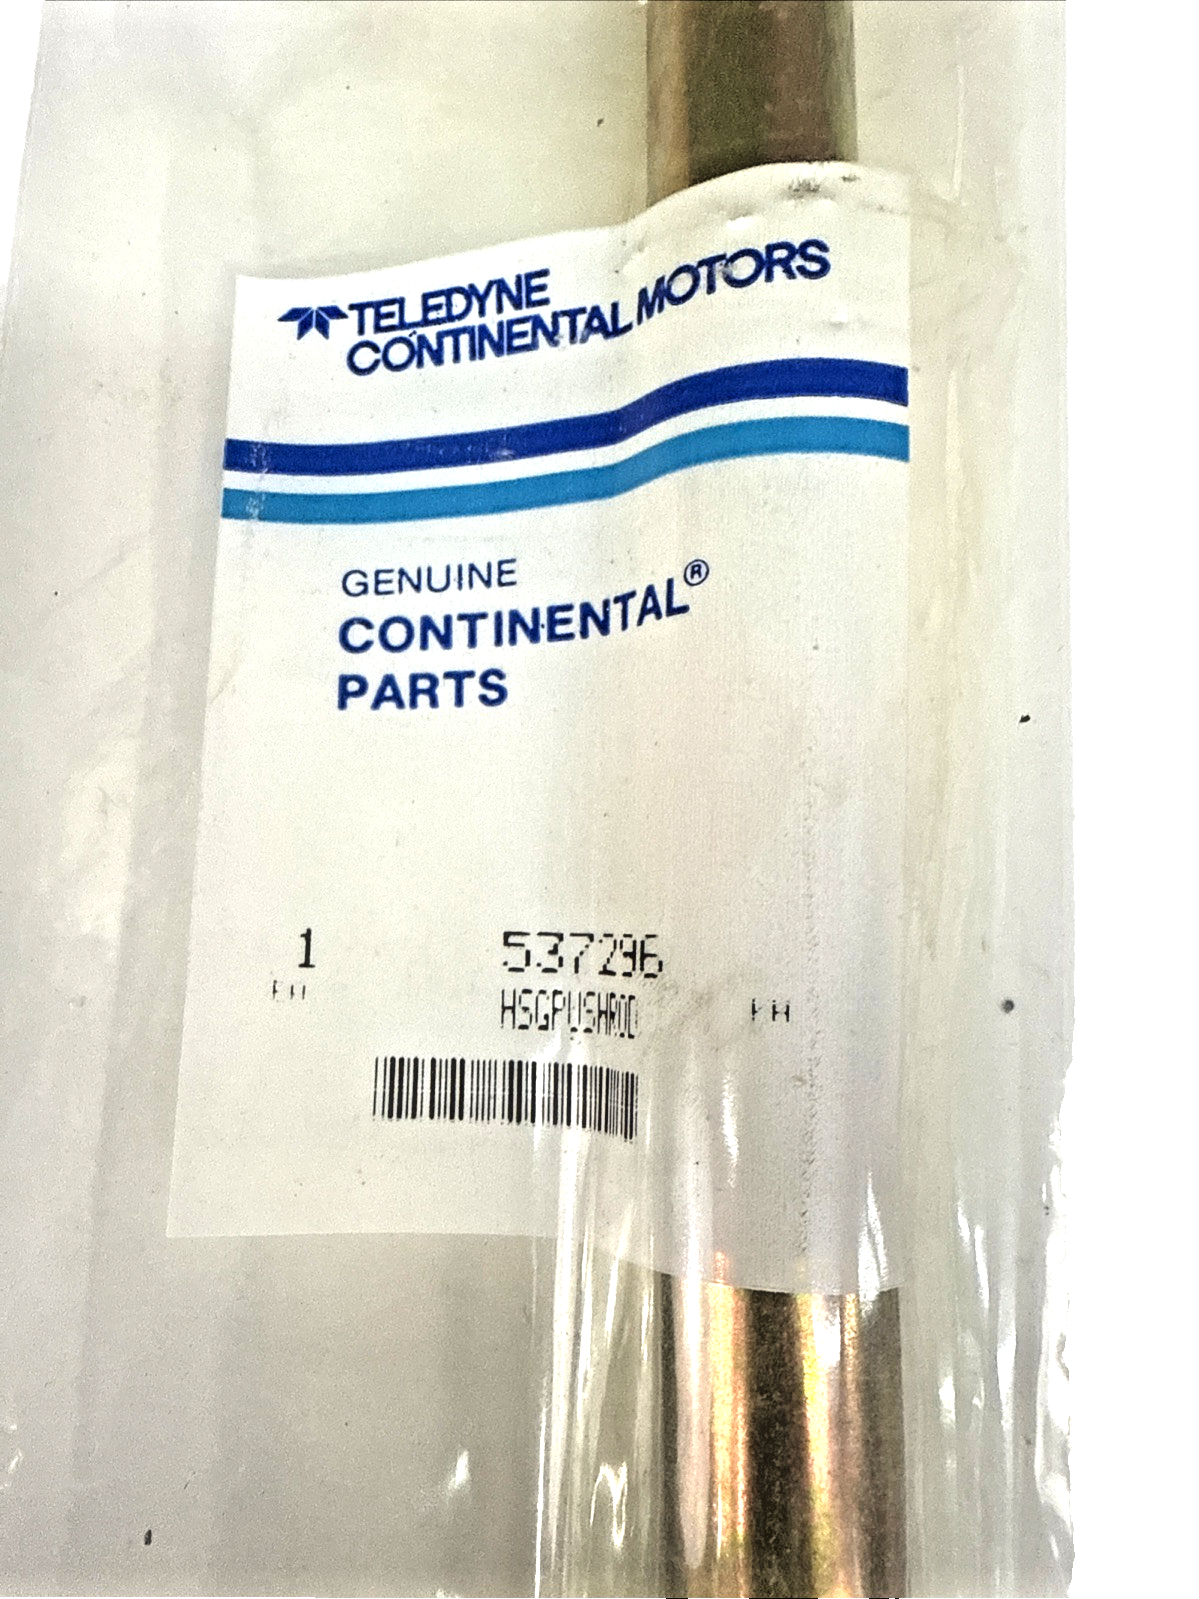 TELEDYNE
CONTINENTAL MOTORS
GENUINE
CONTINENTAL®
PARTS
1 537296
HSGPUSHROD